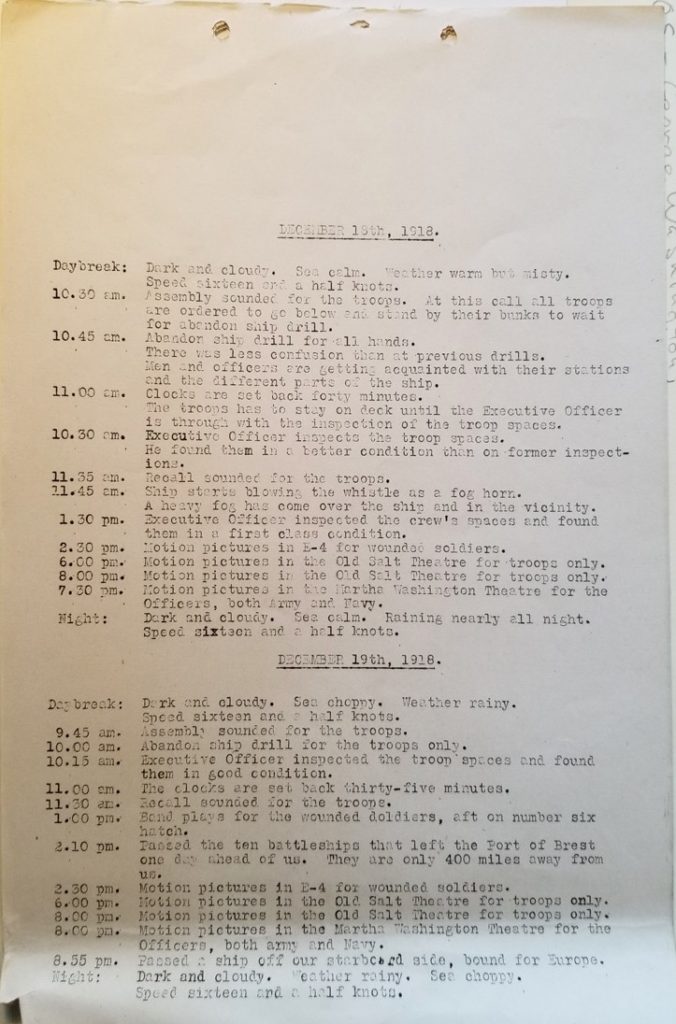 DECEMBER 18th, 1918.
Daybreak: Dark and cloudy. Sea calm. Weather warm but misty.
Speed sixteen and a half knots.
10.30 am. Assembly sounded for the troops. At this call all troops
are ordered to go below and stand by their bunks to wait
for abandon ship drill.
10.45 am. Abandon ship drill for all hands.
There was less confusion than at previous drills.
Men and officers are getting acquainted with their stations
and the different parts of the ship.
11.00 am. Clocks are set back forty minutes.
The troops has to stay on deck until the Executive Officer
is through with the inspection of the troop spaces.
10.30 am. Executive Officer inspects the troop spaces.
He found them in a better condition than on former inspect-
ions.
11.35 am. Recall sounded for the troops.
11.45 am. Ship starts blowing the whistle as a fog horn.
A heavy fog has come over the ship and in the vicinity.
1.30 pm. Executive Officer inspected the crew's spaces and found
them in a first class condition.
2.30 pm. Motion pictures in E-4 for wounded soldiers.
6.00 pm. Motion pictures in the Old Salt Theatre for troops only.
8.00 pm. Motion pictures in the Old Salt Theatre for troops only.
7.30 pm. Motion pictures in the Martha Washington Theatre for the
Officers, both Army and Navy.
Night: Dark and cloudy. Sea calm. Raining nearly all night.
Speed sixteen and a half knots.
DECEMBER 19th, 1918.
Daybreak: Dark and cloudy. Sea choppy. Weather rainy.
Speed sixteen and a half knots.
9.45 am. Assembly sounded for the troops.
10.00 am. Abandon ship drill for the troops only.
10.15 am. Executive Officer inspected the troop spaces and found
them in good condition.
11.00 am. The clocks are set back thirty-five minutes.
11.30 am. Recall sounded for the troops.
1.00 pm. Band plays for the wounded doldiers, aft on number six
hatch.
2.10 pm. Passed the ten battleships that left the Port of Brest
one day ahead of us. They are only 400 miles away from
us.
2.30 pm. Motion pictures in E-4 for wounded soldiers.
6.00 pm. Motion pictures in the Old Salt Theatre for troops only.
8.00 pm. Motion pictures in the Old Salt Theatre for troops only.
8.00 pm. Motion pictures in the Martha Washington Theatre for the
Officers, both army and Navy.
8.55 pm. Passed a ship off our starboard side, bound for Europe.
Night: Dark and cloudy. Weather rainy. Sea choppy.
Speed sixteen and a half knots.
George Washington